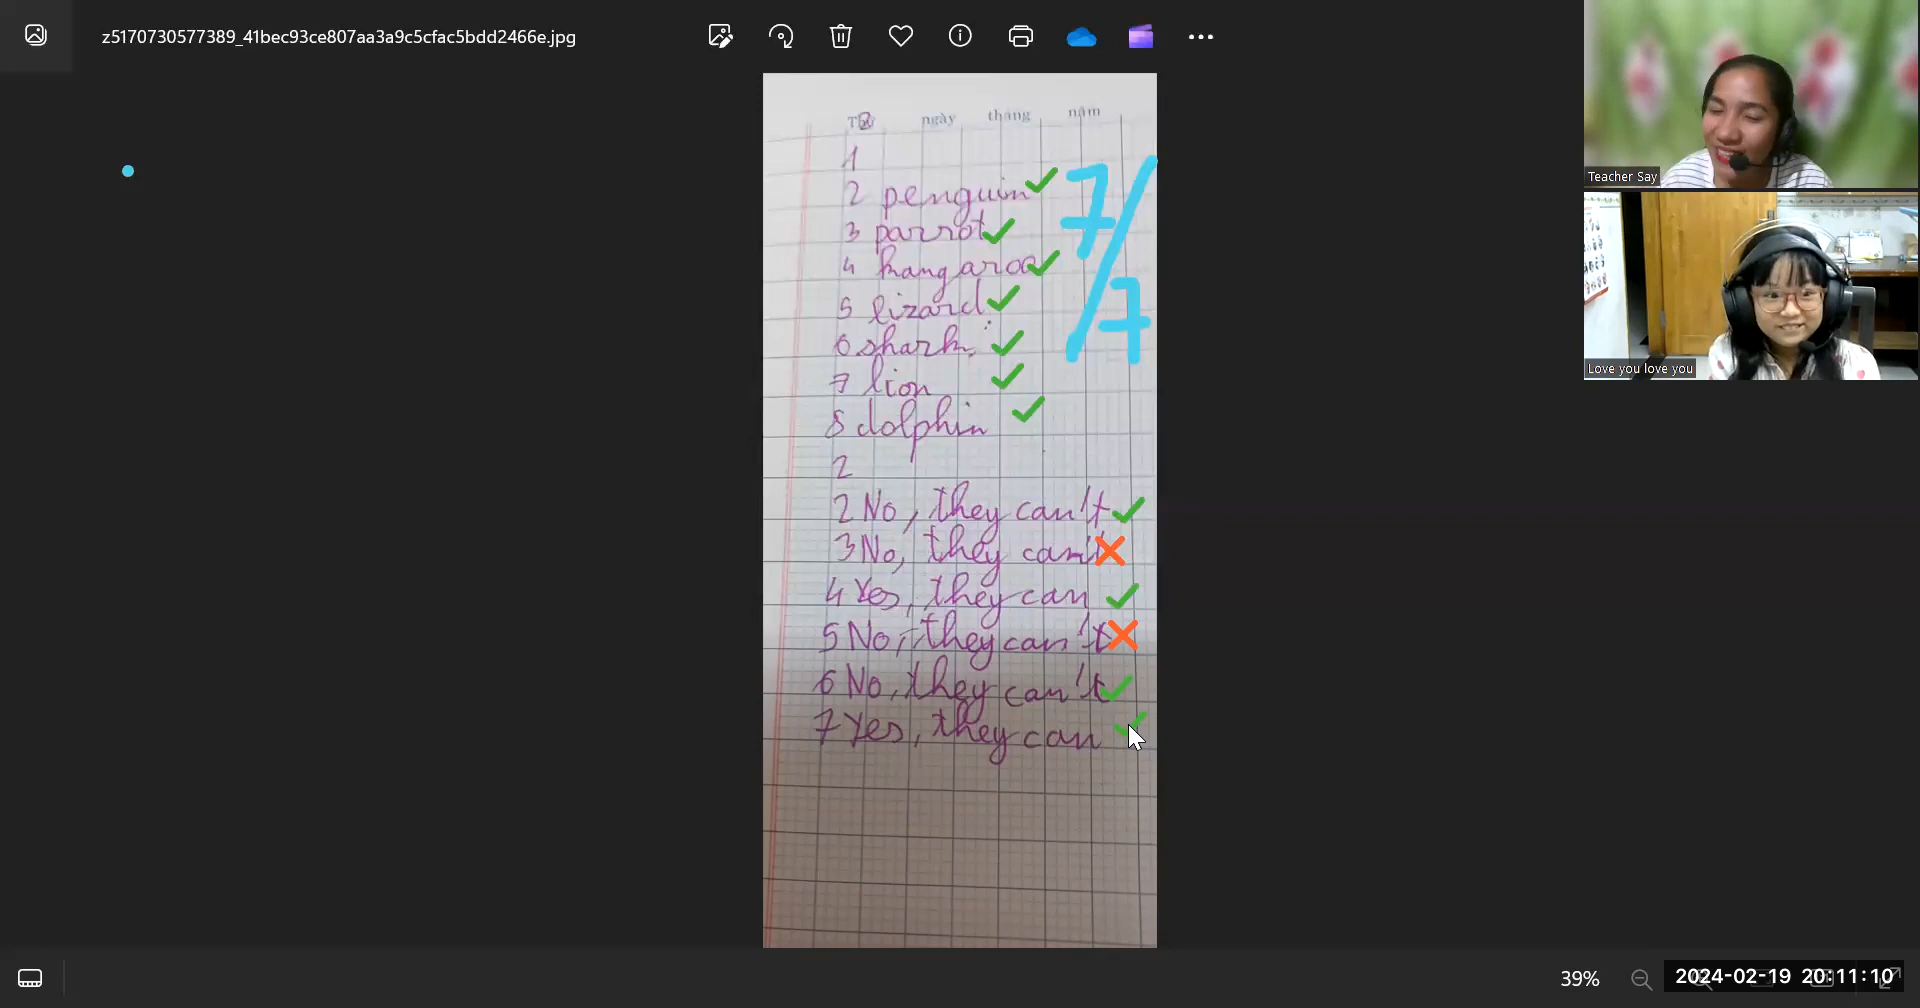 z5170730577389_41bec93ce807aa3a9c5cfac5bdd2466e.jpg
Teacher Say
Love you love you
Thứ ngày tháng năm
1
2 penguin
3 parrot
4 kangaroo
5 lizard
6 shark
7 lion
8 dolphin
7/7
2
2 No, they can't
3 No, they can't
4 Yes, they can
5 No, they can't
6 No, they can't
7 Yes, they can
39%
2024-02-19 20:11:10